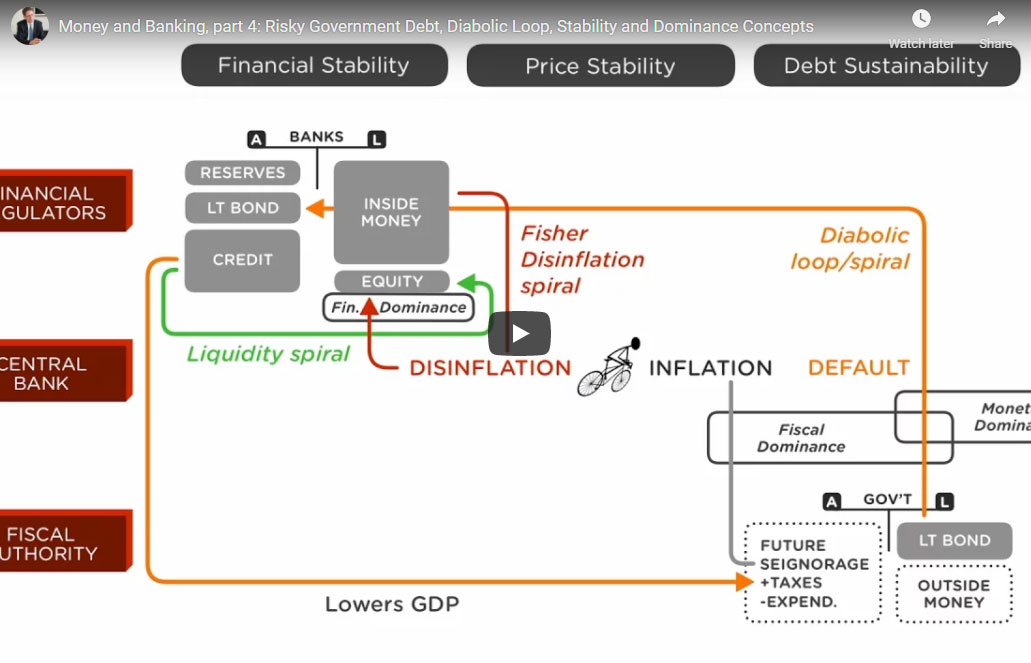 Money and Banking, part 4: Risky Government Debt, Diabolic Loop, Stability and Dominance Concepts
Watch later
Share
Financial Stability
Price Stability
Debt Sustainability
A BANKS L
RESERVES
LT BOND
CREDIT
INSIDE
MONEY
EQUITY
Fin. Dominance
INANCIAL
GULATORS
Fisher
Disinflation
spiral
Diabolic
loop/spiral
Liquidity spiral
CENTRAL
BANK
DISINFLATION
INFLATION
DEFAULT
Fiscal
Dominance
Monet
Domina
A GOV'T L
FISCAL
UTHORITY
FUTURE
SEIGNORAGE
+TAXES
-EXPEND.
LT BOND
OUTSIDE
MONEY
Lowers GDP